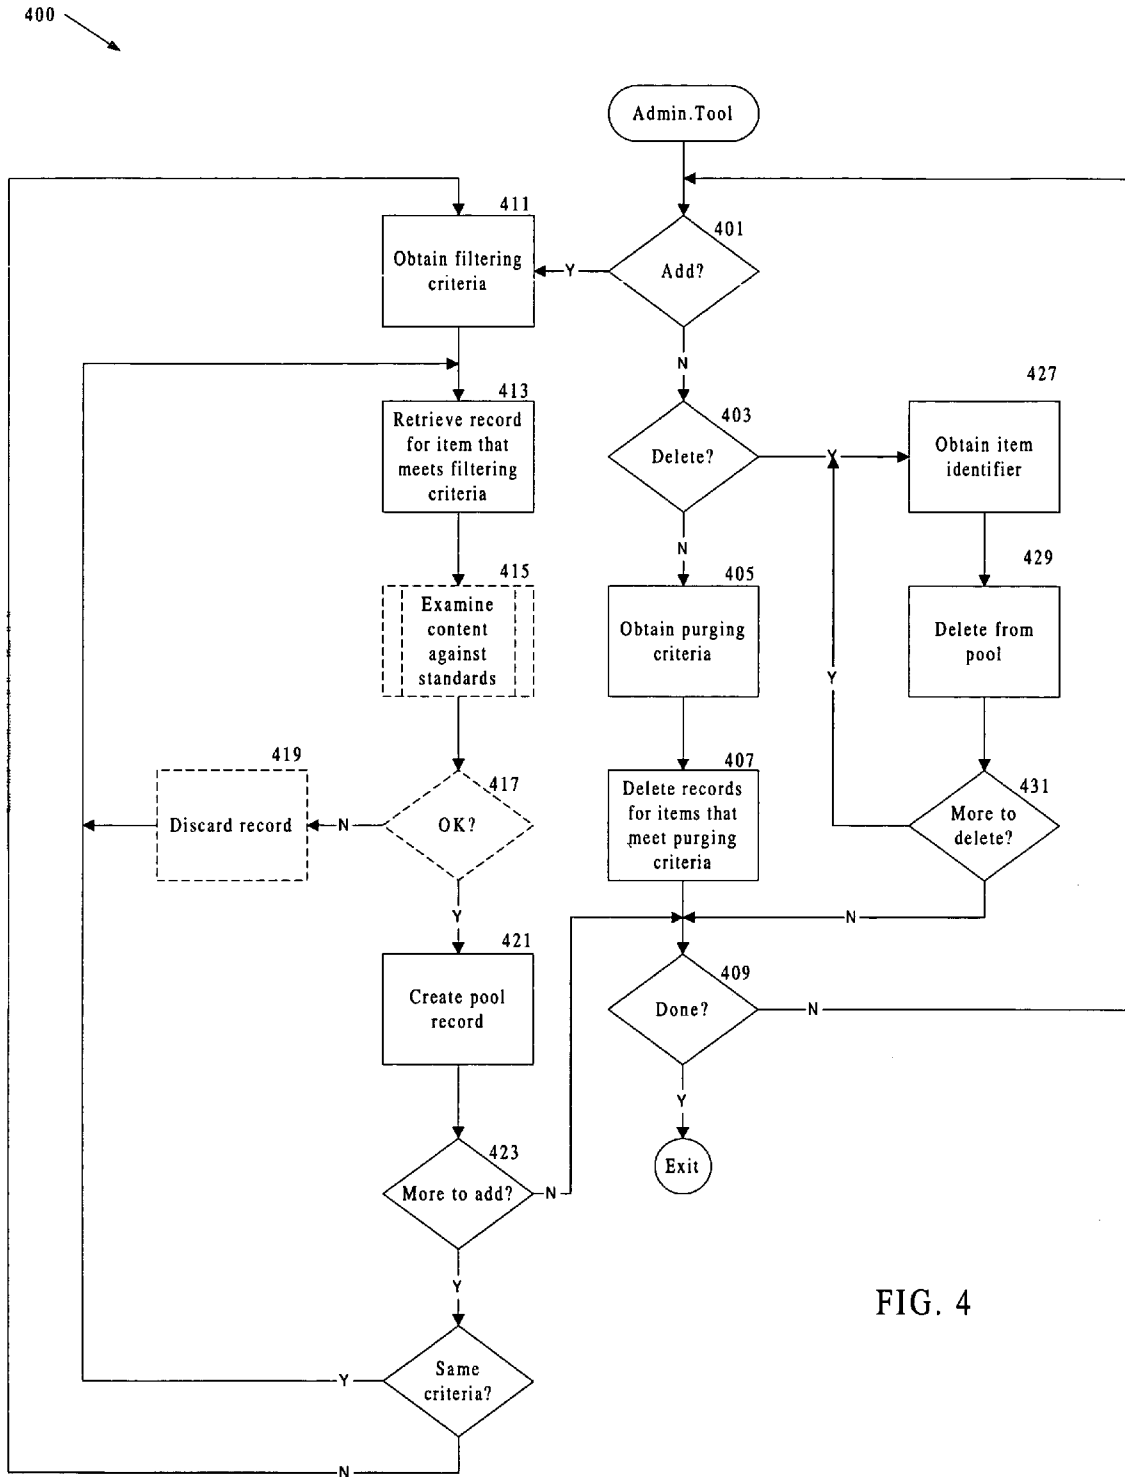 400
Admin.Tool
411
Obtain filtering
criteria
Y
401
Add?
N
413
Retrieve record
for item that
meets filtering
criteria
403
Delete?
Y
427
Obtain item
identifier
N
415
Examine
content
against
standards
405
Obtain purging
criteria
429
Delete from
pool
Y
419
Discard record
N
417
OK?
407
Delete records
for items that
meet purging
criteria
431
More to
delete?
Y
N
421
Create pool
record
409
Done?
N
Y
423
More to add?
N
Exit
Y
Same
criteria?
Y
N
FIG. 4